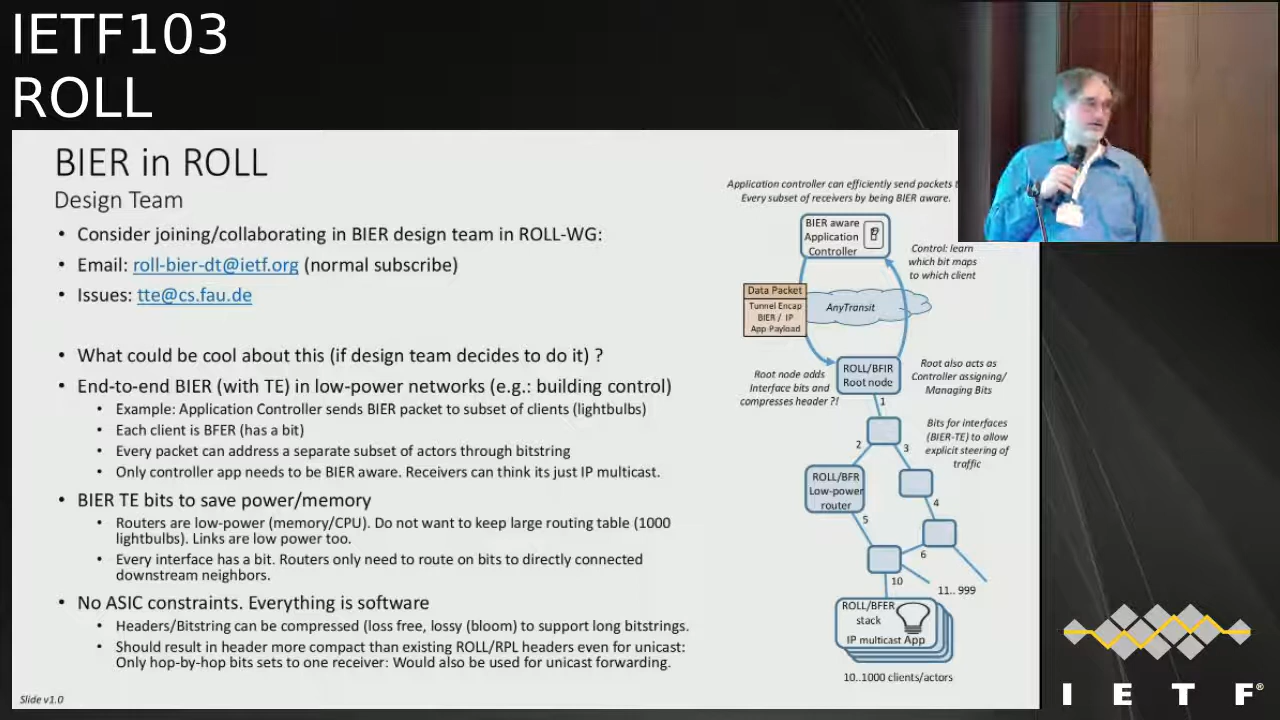 IETF103
ROLL
BIER in ROLL
Design Team
• Consider joining/collaborating in BIER design team in ROLL-WG:
• Email: roll-bier-dt@ietf.org (normal subscribe)
• Issues: tte@cs.fau.de
• What could be cool about this (if design team decides to do it) ?
• End-to-end BIER (with TE) in low-power networks (e.g.: building control)
• Example: Application Controller sends BIER packet to subset of clients (lightbulbs)
• Each client is BFER (has a bit)
• Every packet can address a separate subset of actors through bitstring
• Only controller app needs to be BIER aware. Receivers can think its just IP multicast.
• BIER TE bits to save power/memory
• Routers are low-power (memory/CPU). Do not want to keep large routing table (1000
lightbulbs). Links are low power too.
• Every interface has a bit. Routers only need to route on bits to directly connected
downstream neighbors.
• No ASIC constraints. Everything is software
• Headers/Bitstring can be compressed (loss free, lossy (bloom) to support long bitstrings.
• Should result in header more compact than existing ROLL/RPL headers even for unicast:
Only hop-by-hop bits sets to one receiver: Would also be used for unicast forwarding.
Slide v1.0
Application controller can efficiently send packets
Every subset of receivers by being BIER aware.
BIER aware
Application
Controller
Control: learn
which bit maps
to which client
Data Packet
Tunnel Encap
BIER / IP
App Payload
AnyTransit
ROLL/BFIR
Root node
Root node adds
Interface bits and
compresses header ?!
Root also acts as
Controller assigning/
Managing Bits
1
Bits for interfaces
(BIER-TE) to allow
explicit steering of
traffic
2
3
ROLL/BFR
Low-power
router
4
5
6
10
11.. 999
ROLL/BFER
stack
IP multicast App
10..1000 clients/actors
I E T F®